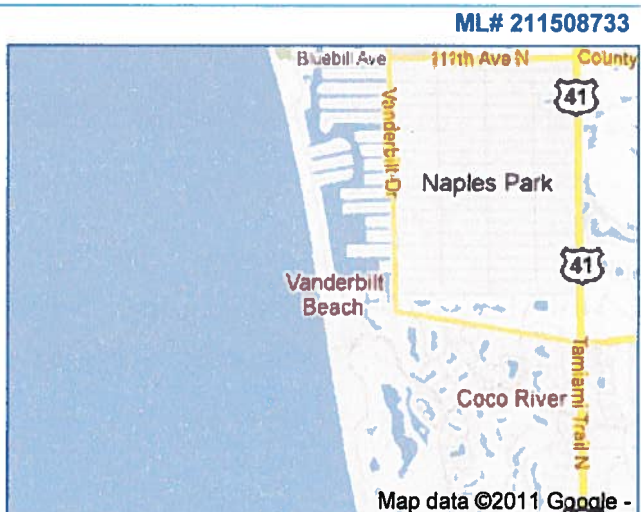 ML# 211508733
Bluebill Ave
111th Ave N
County
41
Vanderbilt Dr
Naples Park
41
Vanderbilt
Beach
Coco River
Tamiami Trail N
Map data ©2011 Google -